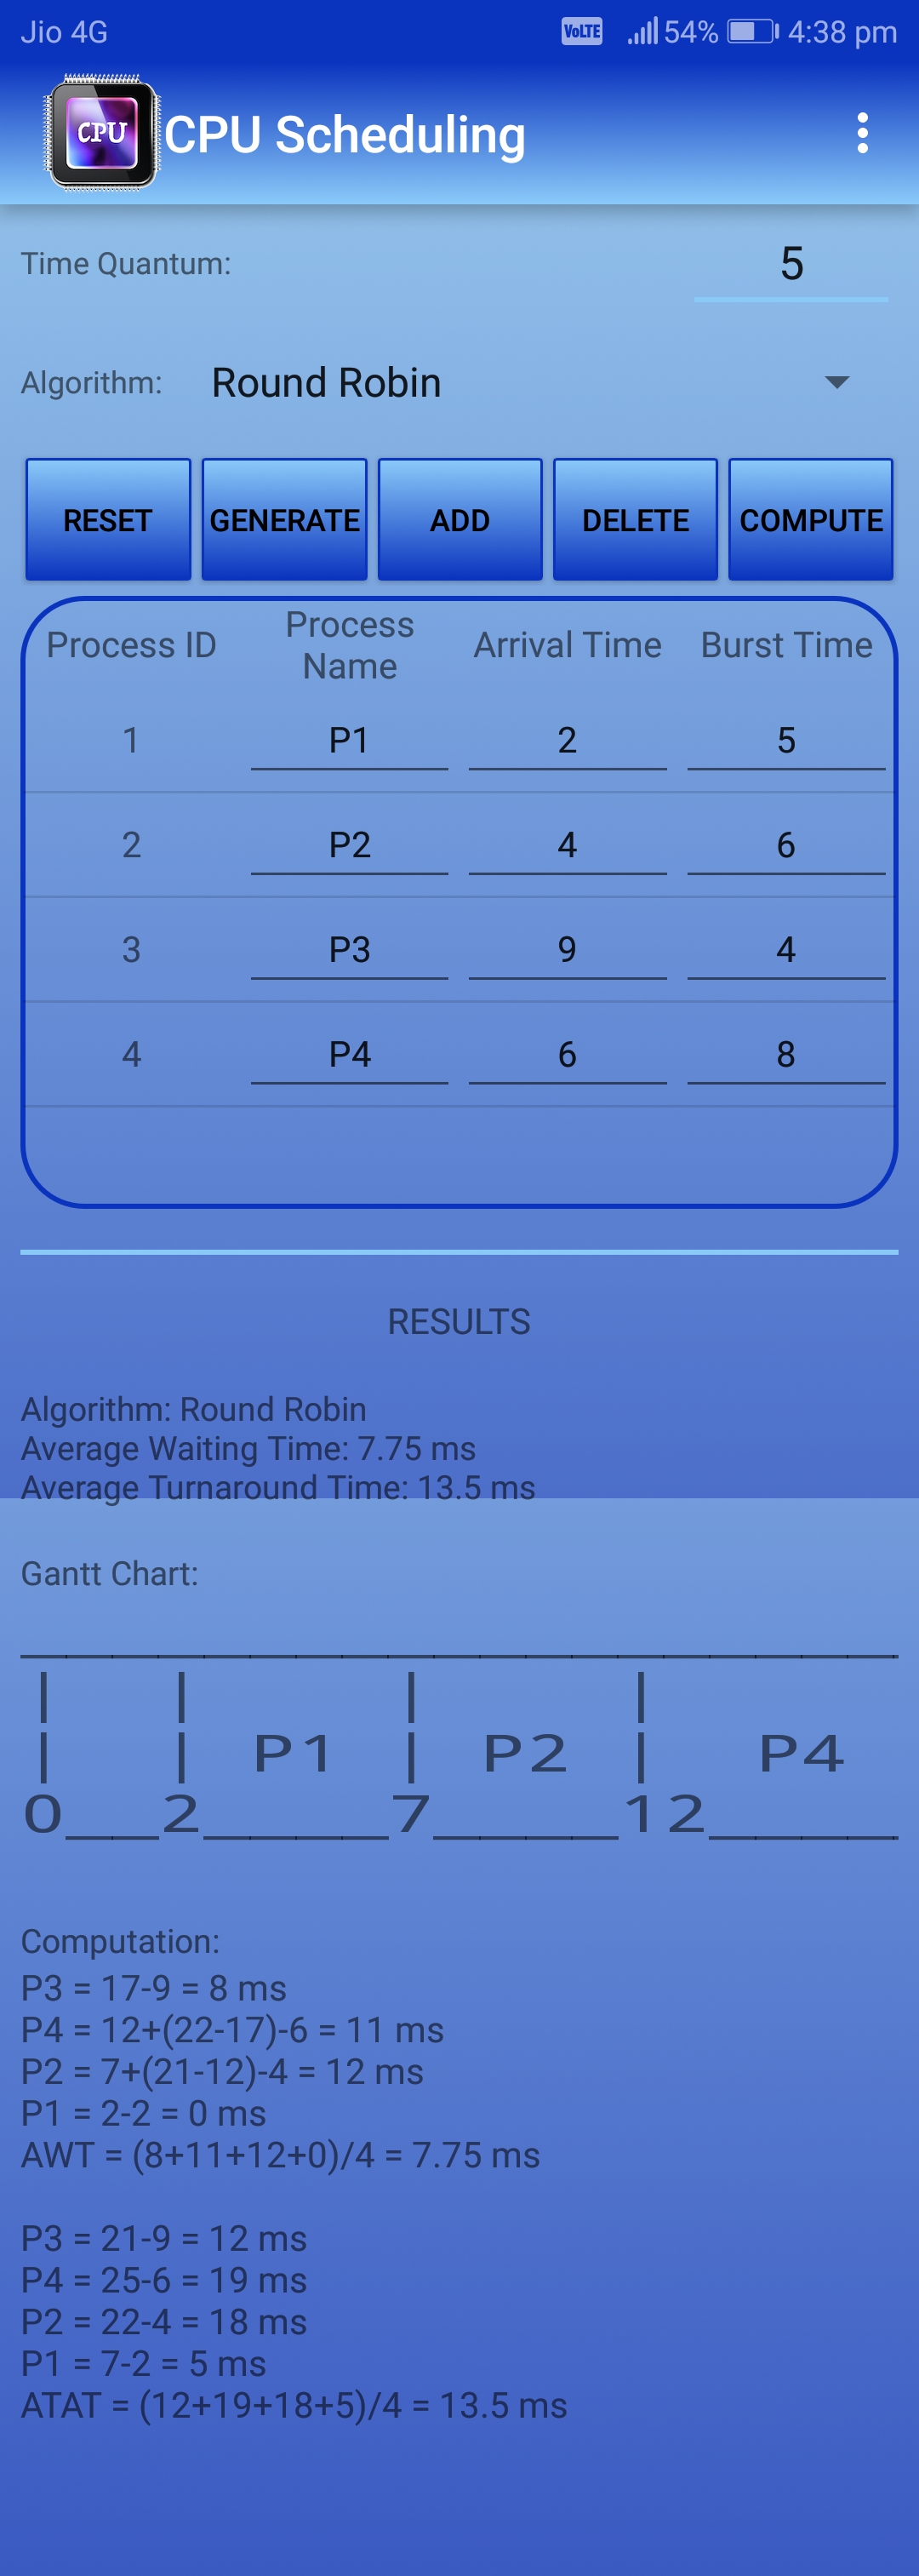 Jio 4G VoLTE 54% 4:38 pm
CPU CPU Scheduling
Time Quantum: 5
Algorithm: Round Robin
RESET GENERATE ADD DELETE COMPUTE
Process ID Process Name Arrival Time Burst Time
1 P1 2 5
2 P2 4 6
3 P3 9 4
4 P4 6 8
RESULTS
Algorithm: Round Robin
Average Waiting Time: 7.75 ms
Average Turnaround Time: 13.5 ms
Gantt Chart:
| | | |
| | P1 | P2 | P4
0__2____7____12____
Computation:
P3 = 17-9 = 8 ms
P4 = 12+(22-17)-6 = 11 ms
P2 = 7+(21-12)-4 = 12 ms
P1 = 2-2 = 0 ms
AWT = (8+11+12+0)/4 = 7.75 ms
P3 = 21-9 = 12 ms
P4 = 25-6 = 19 ms
P2 = 22-4 = 18 ms
P1 = 7-2 = 5 ms
ATAT = (12+19+18+5)/4 = 13.5 ms